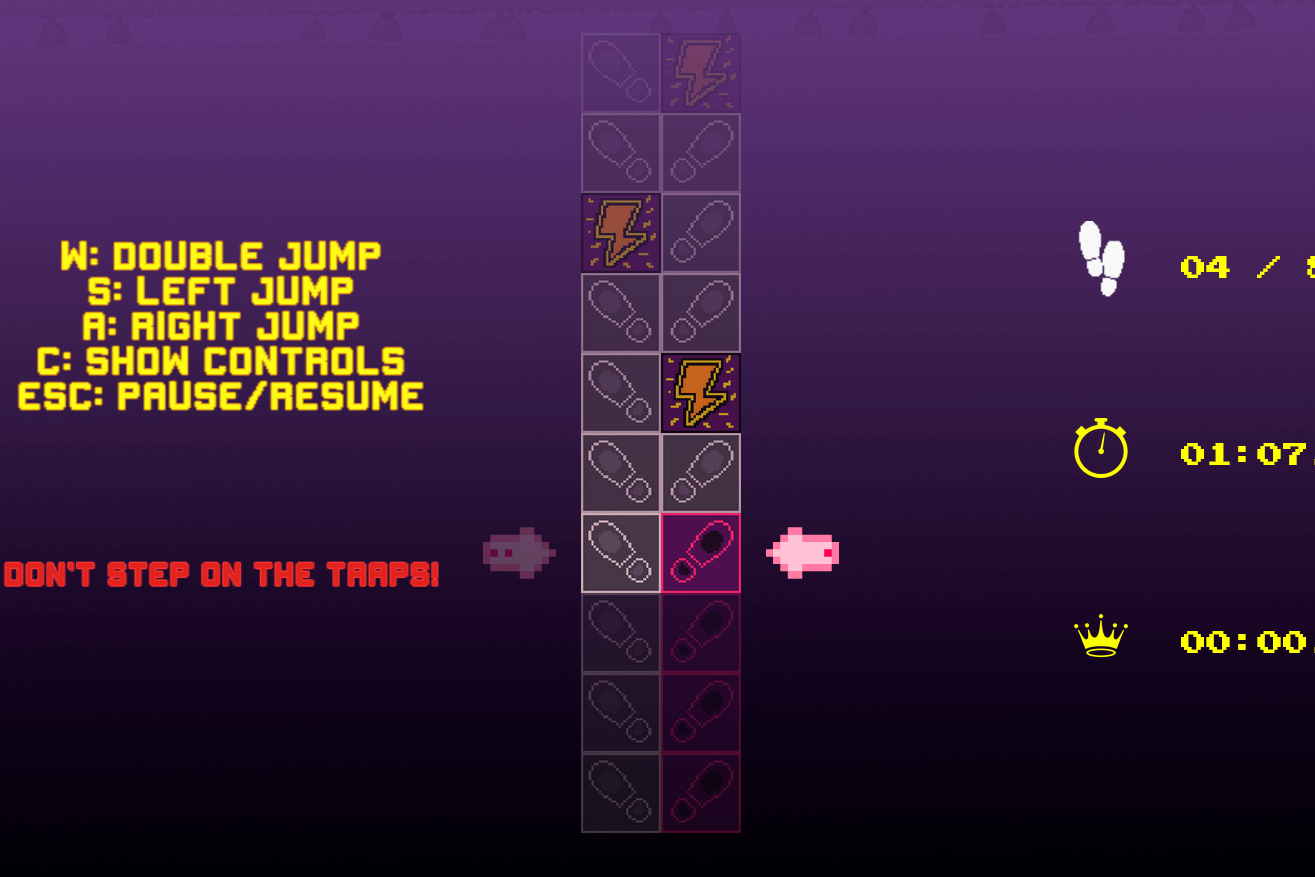 W: DOUBLE JUMP
S: LEFT JUMP
A: RIGHT JUMP
C: SHOW CONTROLS
ESC: PAUSE/RESUME
DON'T STEP ON THE TRAPS!
04 /
01:07
00:00